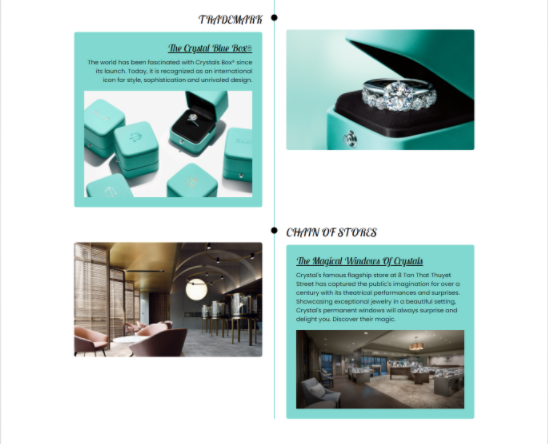 TRADEMARK
The Crystal Blue Box®
The world has been fascinated with Crystals Box® since
its launch. Today, it is recognized as an international
icon for style, sophistication and unrivaled design.
CHAIN OF STORES
The Magical Windows Of Crystals
Crystal's famous flagship store at 8 Ton That Thuyet
Street has captured the public's imagination for over a
century with its theatrical performances and surprises.
Showcasing exceptional jewelry in a beautiful setting,
Crystal's permanent windows will always surprise and
delight you. Discover their magic.